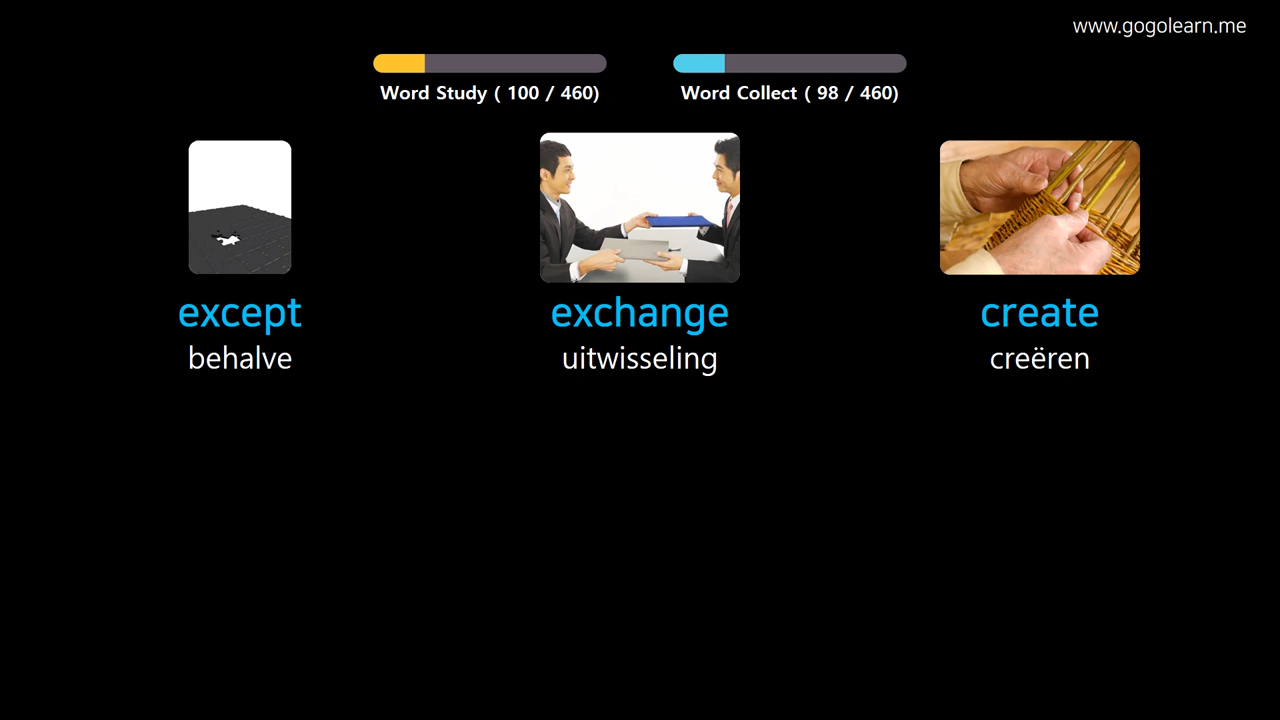 www.gogolearn.me
Word Study ( 100 / 460)
Word Collect ( 98 / 460)
except
exchange
create
behalve
uitwisseling
creëren